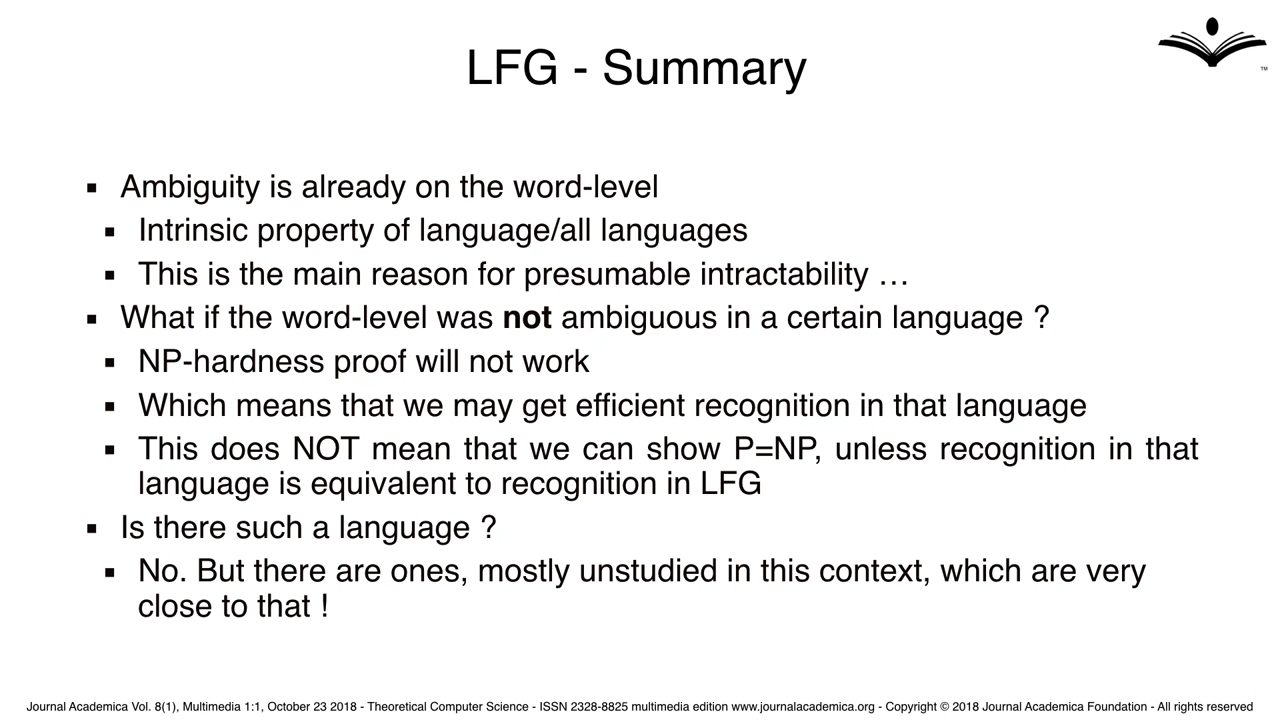 LFG - Summary
TM
▪ Ambiguity is already on the word-level
▪ Intrinsic property of language/all languages
▪ This is the main reason for presumable intractability …
▪ What if the word-level was not ambiguous in a certain language ?
▪ NP-hardness proof will not work
▪ Which means that we may get efficient recognition in that language
▪ This does NOT mean that we can show P=NP, unless recognition in that
language is equivalent to recognition in LFG
▪ Is there such a language ?
▪ No. But there are ones, mostly unstudied in this context, which are very
close to that !
Journal Academica Vol. 8(1), Multimedia 1:1, October 23 2018 - Theoretical Computer Science - ISSN 2328-8825 multimedia edition www.journalacademica.org - Copyright © 2018 Journal Academica Foundation - All rights reserved